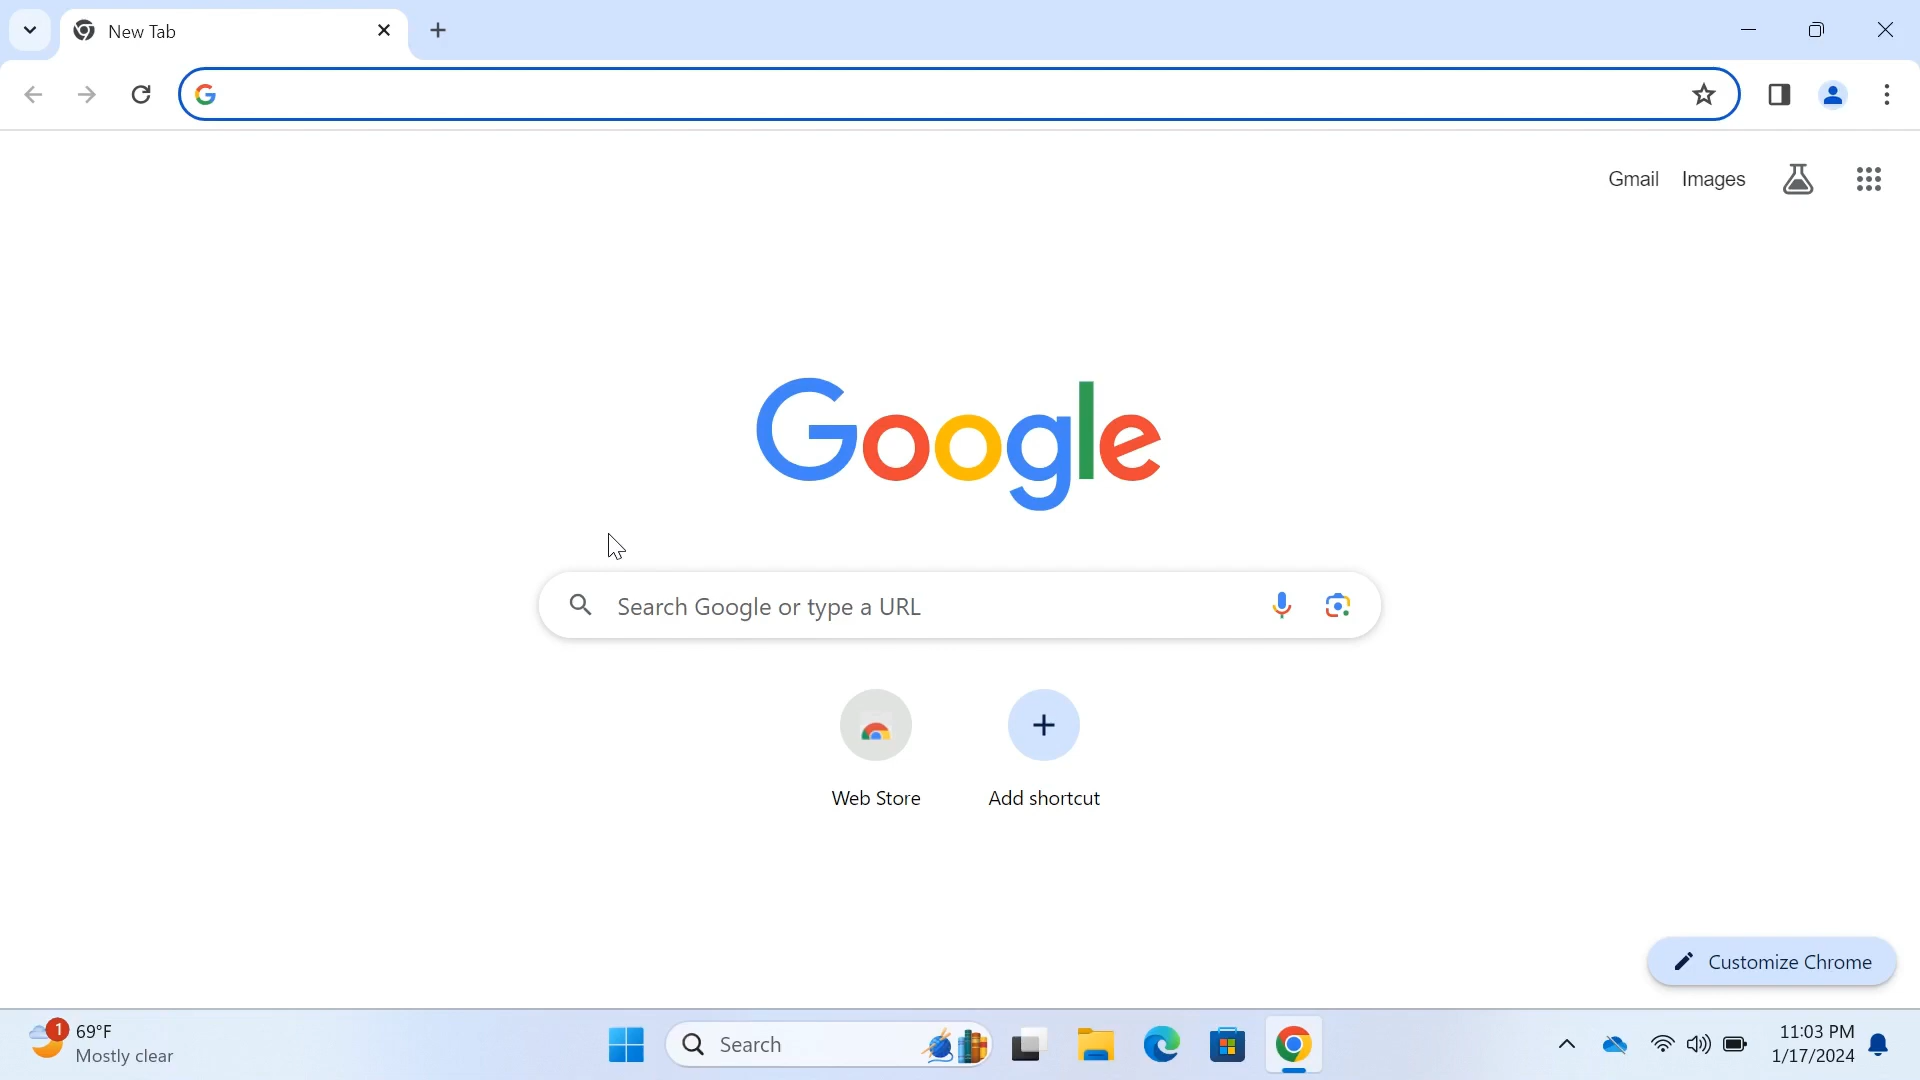 New Tab
Gmail Images
Google
Search Google or type a URL
Web Store
Add shortcut
Customize Chrome
1
69°F
Mostly clear
Search
11:03 PM
1/17/2024